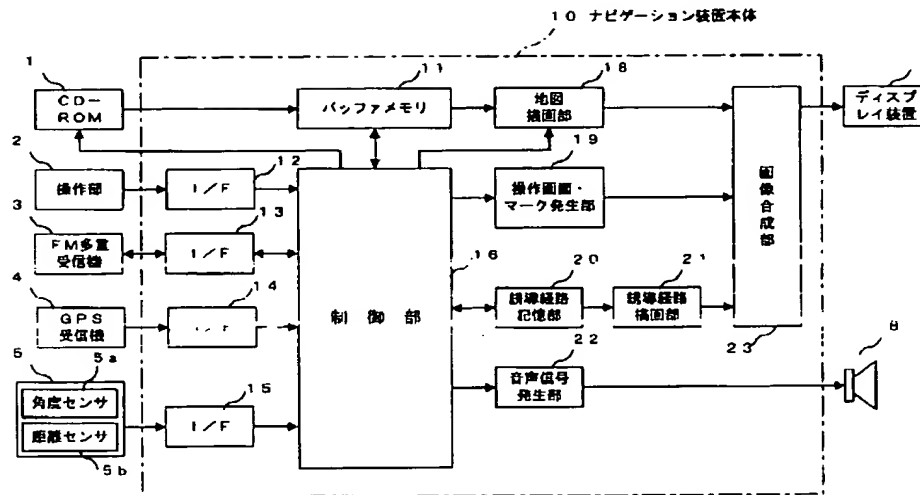 10 ナビゲーション装置本体
1
CD-
ROM
11
バッファメモリ
18
地図
描画部
ディスプ
レイ装置
2
操作部
12
I/F
19
操作画面・
マーク発生部
画像合成部
3
FM多重
受信機
13
I/F
16
制御部
4
GPS
受信機
14
20
誘導経路
記憶部
21
誘導経路
描画部
23
5
5a
角度センサ
距離センサ
5b
15
I/F
22
音声信号
発生部
8